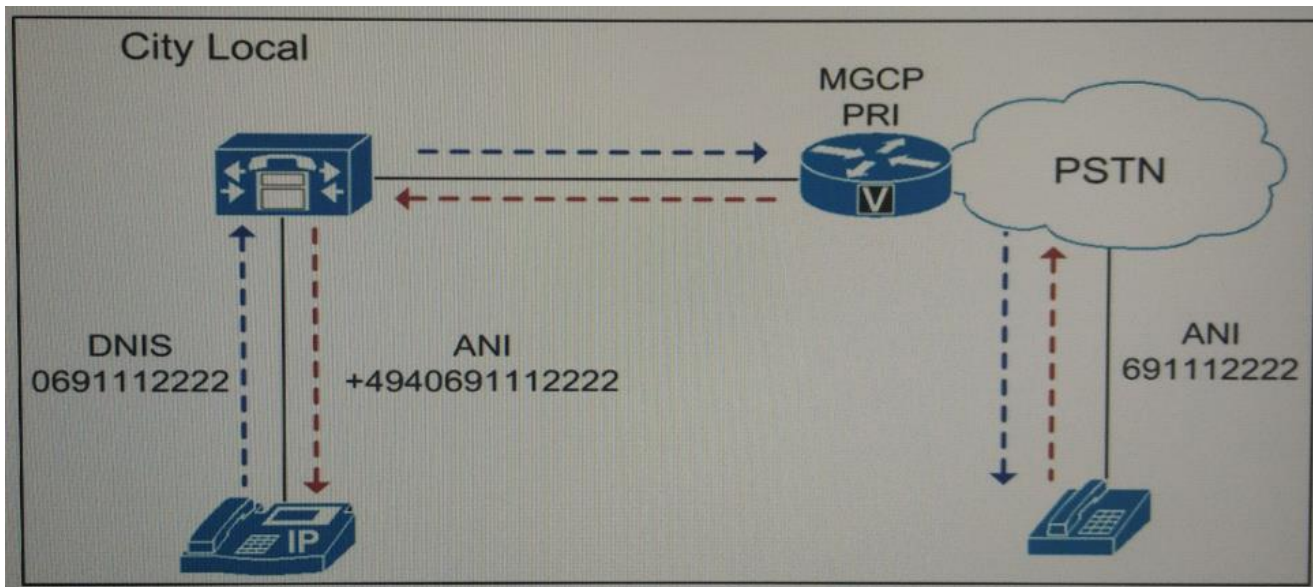 City Local
MGCP
PRI
PSTN
V
DNIS
0691112222
ANI
+4940691112222
ANI
691112222
IP